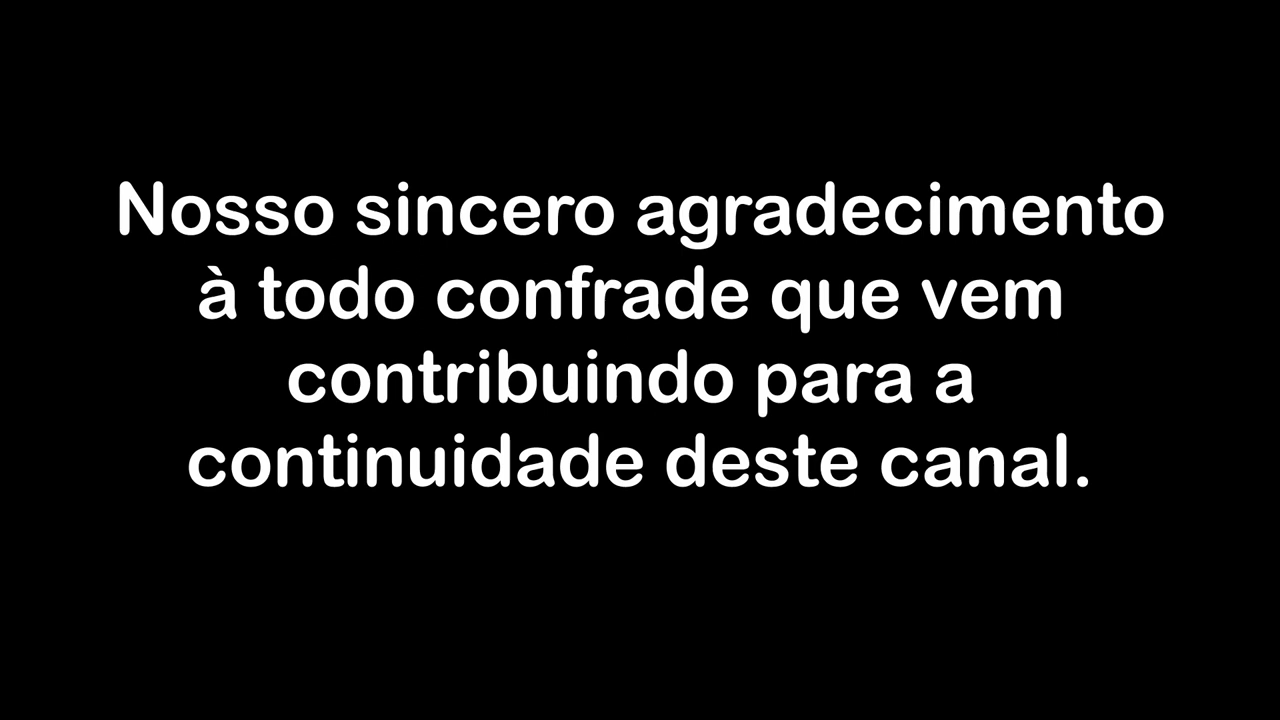 Nosso sincero agradecimento
à todo confrade que vem
contribuindo para a
continuidade deste canal.